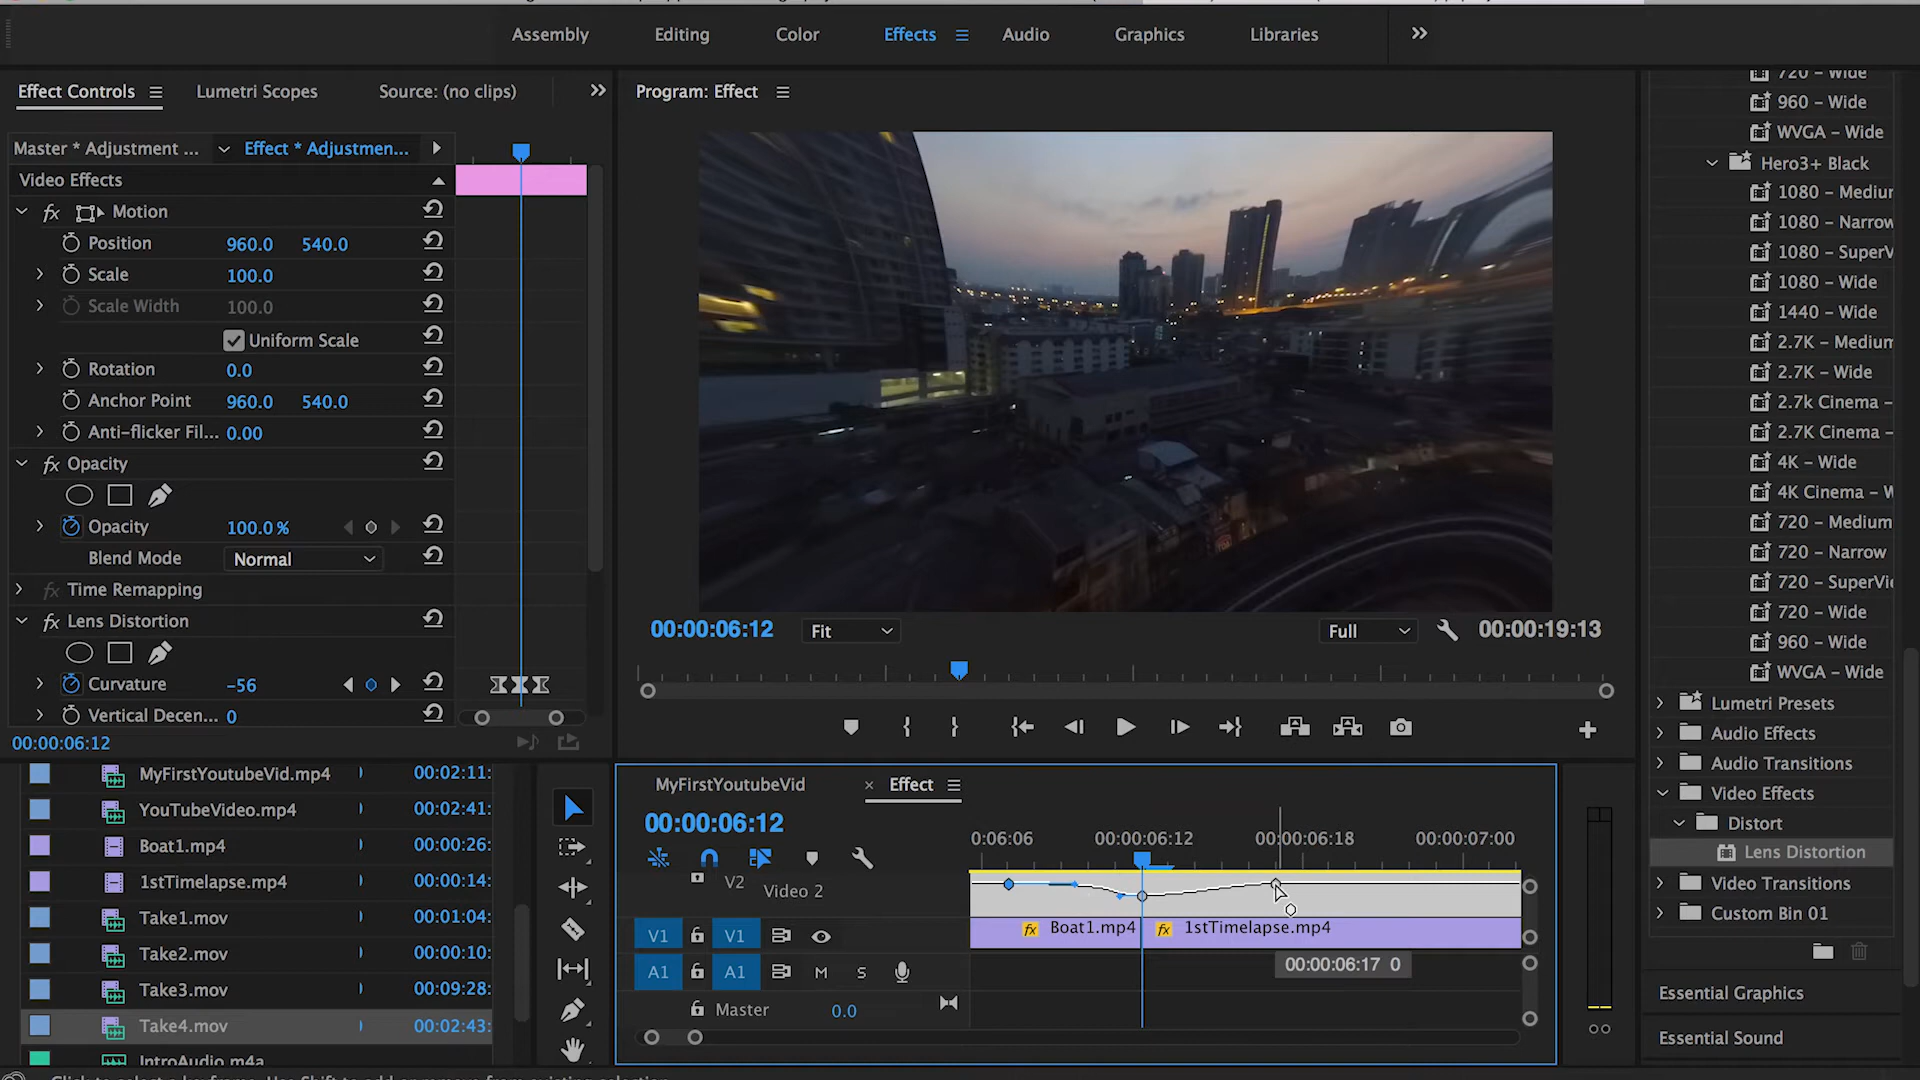 Assembly Editing Color Effects Audio Graphics Libraries
Effect Controls Lumetri Scopes Source: (no clips)
Master * Adjustment ... Effect * Adjustmen...
Video Effects
fx Motion
Position 960.0 540.0
Scale 100.0
Scale Width 100.0
Uniform Scale
Rotation 0.0
Anchor Point 960.0 540.0
Anti-flicker Fil... 0.00
fx Opacity
Opacity 100.0 %
Blend Mode Normal
fx Time Remapping
fx Lens Distortion
Curvature -56
Vertical Decen... 0
00:00:06:12
Program: Effect
00:00:06:12 Fit Full 00:00:19:13
MyFirstYoutubeVid.mp4 00:02:11:
YouTubeVideo.mp4 00:02:41:
Boat1.mp4 00:00:26:
1stTimelapse.mp4 00:00:14:
Take1.mov 00:01:04:
Take2.mov 00:00:10:
Take3.mov 00:09:28:
Take4.mov 00:02:43:
IntroAudio.m4a
MyFirstYoutubeVid × Effect
00:00:06:12
0:06:06 00:00:06:12 00:00:06:18 00:00:07:00
V2 Video 2
V1 V1 fx Boat1.mp4 fx 1stTimelapse.mp4
A1 A1 M S 00:00:06:17 0
Master 0.0
720 - Wide
960 - Wide
WVGA - Wide
Hero3+ Black
1080 - Mediur
1080 - Narrow
1080 - SuperV
1080 - Wide
1440 - Wide
2.7K - Medium
2.7K - Wide
2.7k Cinema -
2.7K Cinema -
4K - Wide
4K Cinema - W
720 - Medium
720 - Narrow
720 - SuperVi
720 - Wide
960 - Wide
WVGA - Wide
Lumetri Presets
Audio Effects
Audio Transitions
Video Effects
Distort
Lens Distortion
Video Transitions
Custom Bin 01
Essential Graphics
Essential Sound